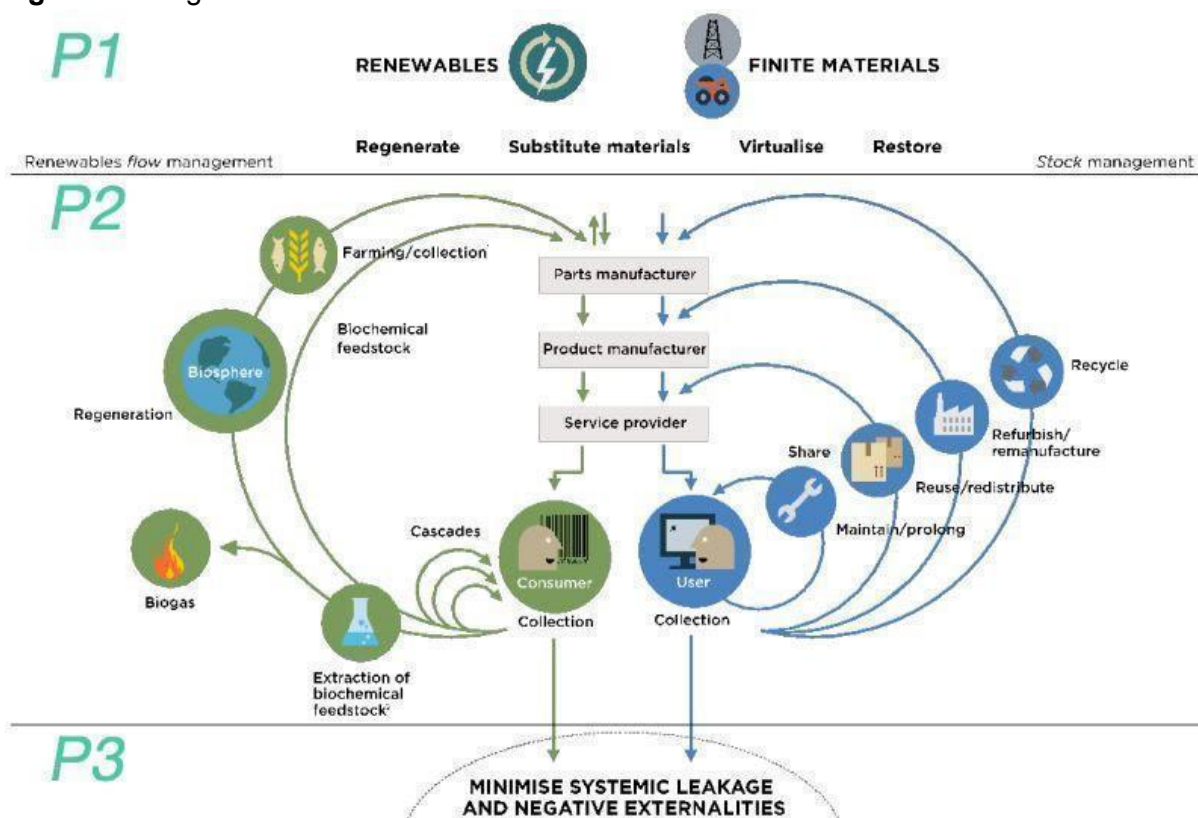 P1
RENEWABLES
FINITE MATERIALS
Regenerate
Substitute materials
Virtualise
Restore
Renewables flow management
Stock management
P2
Farming/collection¹
Parts manufacturer
Biochemical
feedstock
Product manufacturer
Biosphere
Recycle
Regeneration
Service provider
Share
Refurbish/
remanufacture
Reuse/redistribute
Cascades
Maintain/prolong
Consumer
User
Biogas
Collection
Collection
Extraction of
biochemical
feedstock²
P3
MINIMISE SYSTEMIC LEAKAGE
AND NEGATIVE EXTERNALITIES